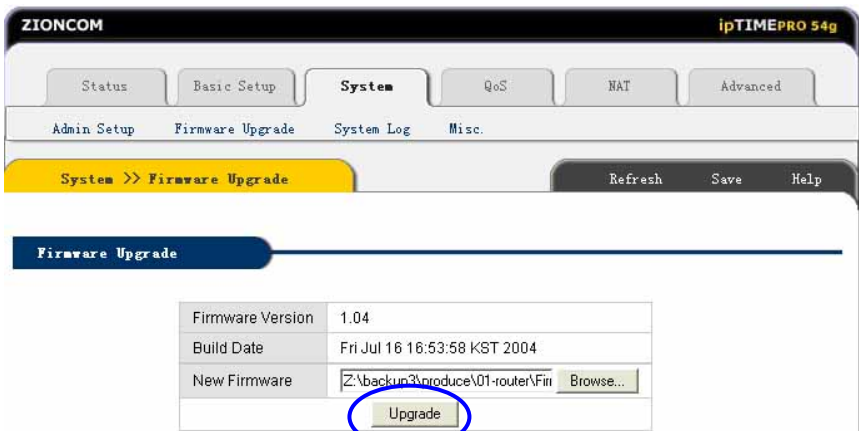 ZIONCOM ipTIMEPRO 54g
Status Basic Setup System QoS NAT Advanced
Admin Setup Firmware Upgrade System Log Misc.
System >> Firmware Upgrade Refresh Save Help
Firmware Upgrade
Firmware Version 1.04
Build Date Fri Jul 16 16:53:58 KST 2004
New Firmware Z:\backup3\produce\01-router\Firr Browse...
Upgrade